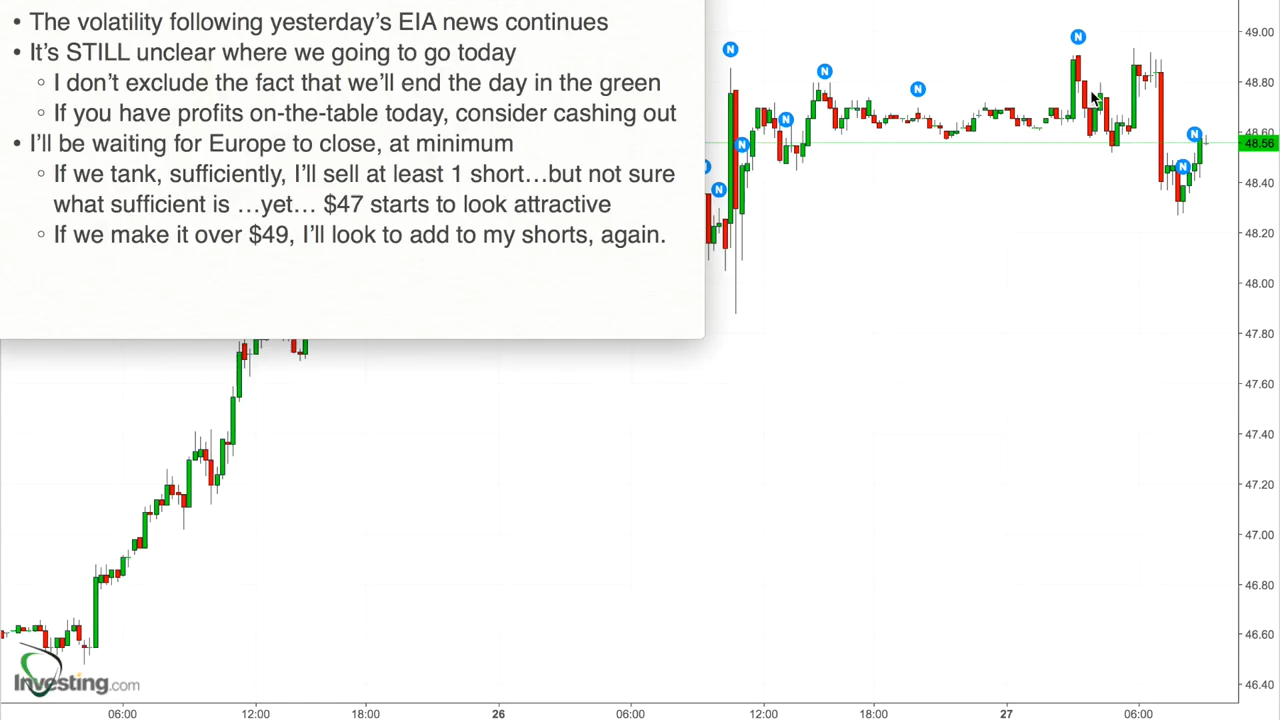 • The volatility following yesterday’s EIA news continues
• It’s STILL unclear where we going to go today
◦ I don’t exclude the fact that we’ll end the day in the green
◦ If you have profits on-the-table today, consider cashing out
• I’ll be waiting for Europe to close, at minimum
◦ If we tank, sufficiently, I’ll sell at least 1 short…but not sure
what sufficient is …yet… $47 starts to look attractive
◦ If we make it over $49, I’ll look to add to my shorts, again.
N
N
N
N
N
N
N
N
N
N
49.00
48.80
48.60
48.56
48.40
48.20
48.00
47.80
47.60
47.40
47.20
47.00
46.80
46.60
46.40
Investing.com
06:00
12:00
18:00
26
06:00
12:00
18:00
27
06:00